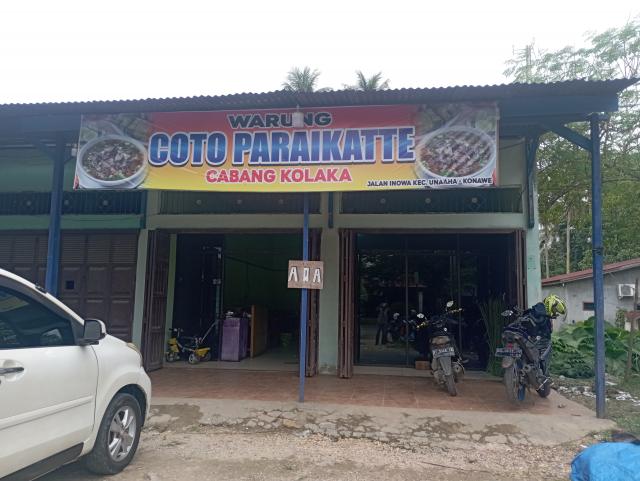 WARUNG
COTO PARAIKATTE
CABANG KOLAKA
JALAN INOWA KEC. UNAAHA - KONAWE
ADA